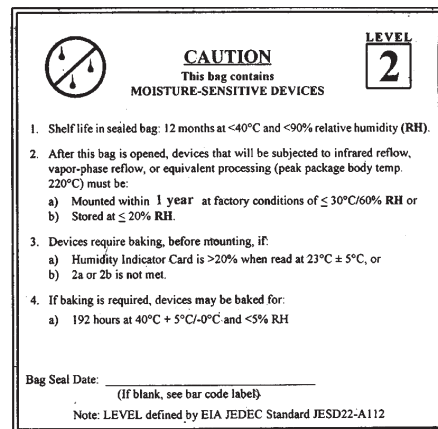 LEVEL
2
CAUTION
This bag contains
MOISTURE-SENSITIVE DEVICES
1. Shelf life in sealed bag: 12 months at <40°C and <90% relative humidity (RH).
2. After this bag is opened, devices that will be subjected to infrared reflow,
vapor-phase reflow, or equivalent processing (peak package body temp.
220°C) must be:
a) Mounted within 1 year at factory conditions of ≤ 30°C/60% RH or
b) Stored at ≤ 20% RH.
3. Devices require baking, before mounting, if:
a) Humidity Indicator Card is >20% when read at 23°C ± 5°C, or
b) 2a or 2b is not met.
4. If baking is required, devices may be baked for:
a) 192 hours at 40°C + 5°C/-0°C and <5% RH
Bag Seal Date:
(If blank, see bar code label)
Note: LEVEL defined by EIA JEDEC Standard JESD22-A112